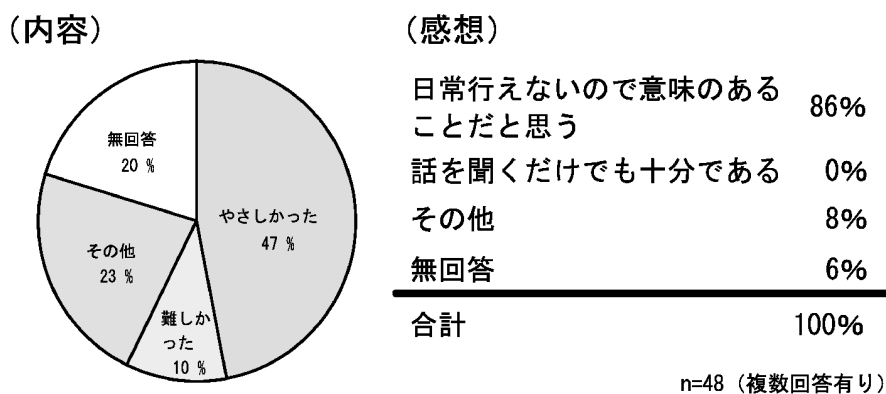 （内容）
無回答
20 %
やさしかった
47 %
その他
23 %
難しか
った
10 %
（感想）
日常行えないので意味のある
ことだと思う
86%
話を聞くだけでも十分である 0%
その他 8%
無回答 6%
合計 100%
n=48（複数回答有り）